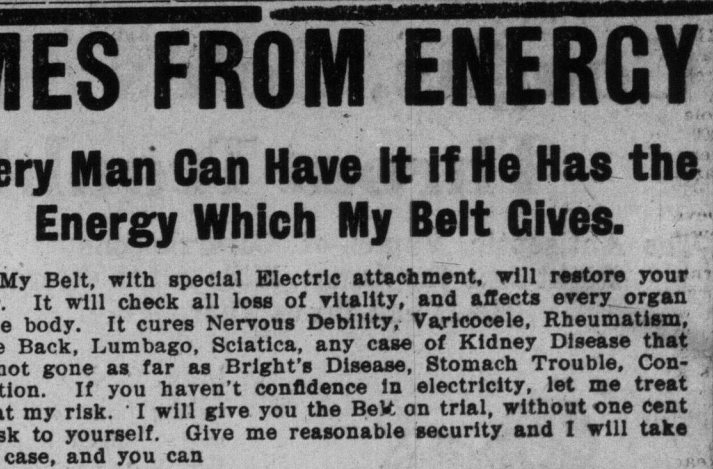 MES FROM ENERGY
ery Man Can Have It If He Has the
Energy Which My Belt Gives.
My Belt, with special Electric attachment, will restore your
. It will check all loss of vitality, and affects every organ
e body. It cures Nervous Debility, Varicocele, Rheumatism,
e Back, Lumbago, Sciatica, any case of Kidney Disease that
not gone as far as Bright's Disease, Stomach Trouble, Con-
tion. If you haven't confidence in electricity, let me treat
at my risk. I will give you the Belt on trial, without one cent
sk to yourself. Give me reasonable security and I will take
case, and you can